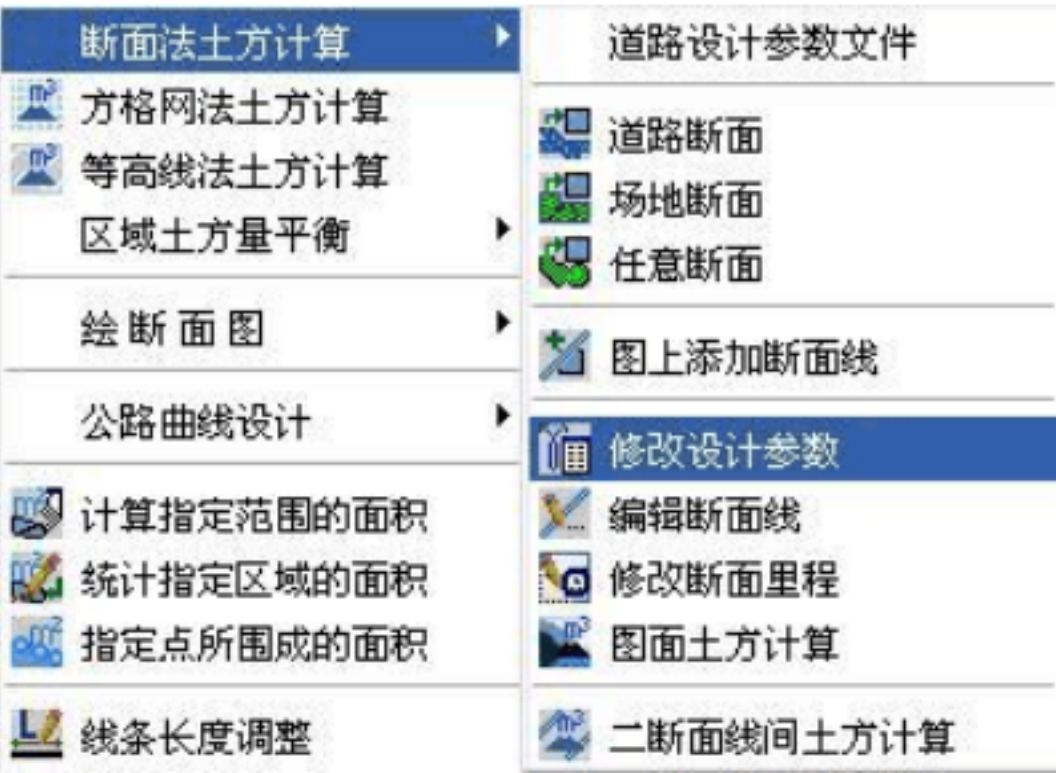 断面法土方计算
方格网法土方计算
等高线法土方计算
区域土方量平衡
绘断面图
公路曲线设计
计算指定范围的面积
统计指定区域的面积
指定点所围成的面积
线条长度调整
道路设计参数文件
道路断面
场地断面
任意断面
图上添加断面线
修改设计参数
编辑断面线
修改断面里程
图面土方计算
二断面线间土方计算